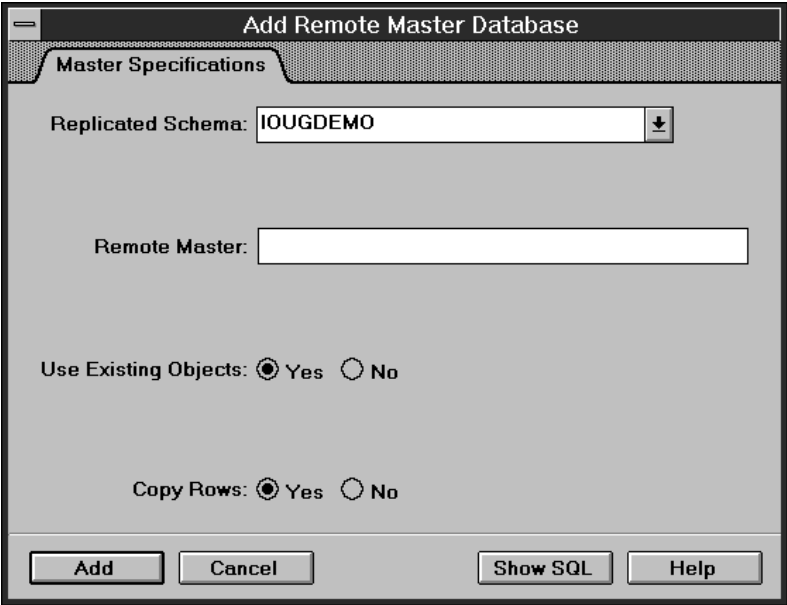 Add Remote Master Database
Master Specifications
Replicated Schema: IOUGDEMO
Remote Master:
Use Existing Objects: Yes No
Copy Rows: Yes No
Add Cancel Show SQL Help